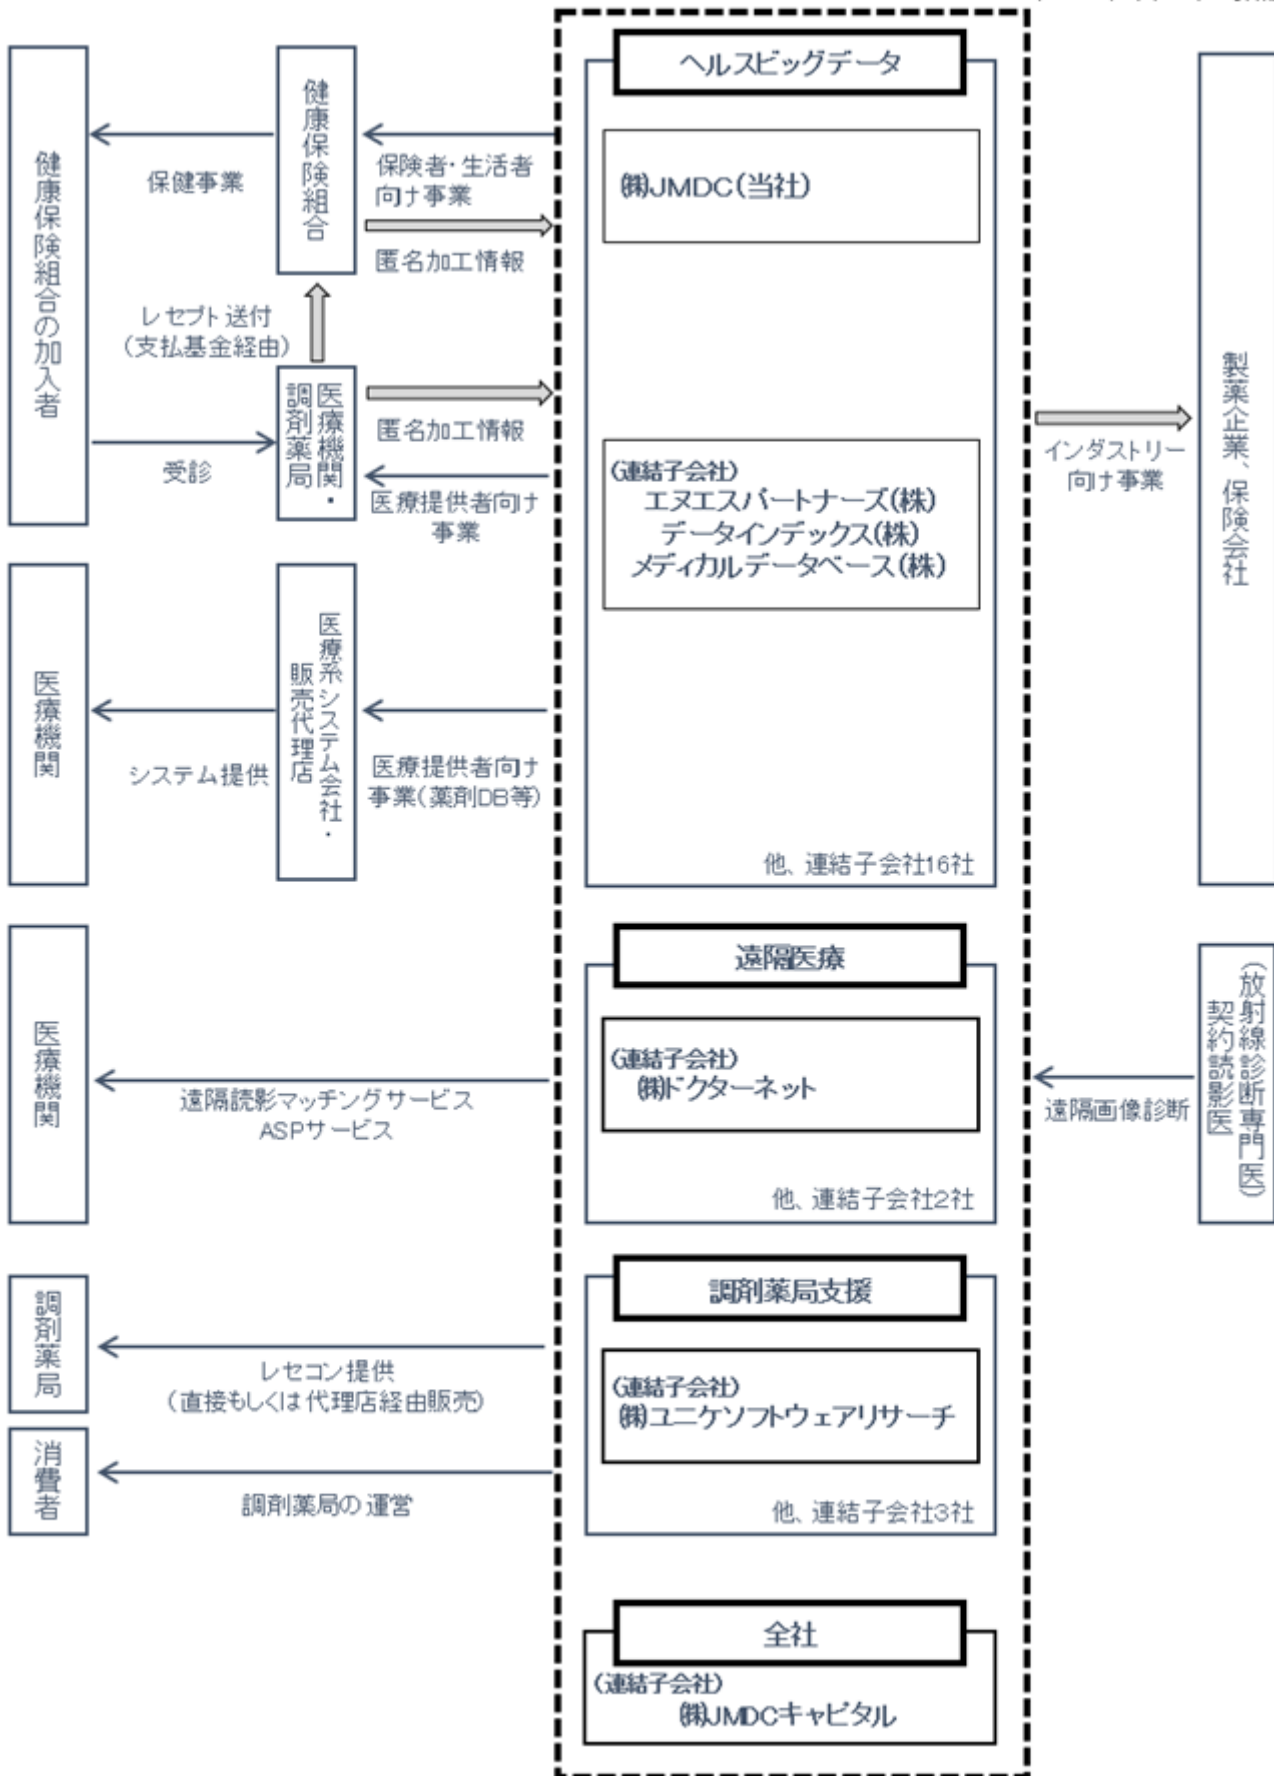 ヘルスビッグデータ
㈱JMDC(当社)
(連結子会社)
エヌエスパートナーズ(株)
データインデックス(株)
メディカルデータベース(株)
他、連結子会社16社
健康保険組合の加入者
保健事業
健康保険組合
保険者・生活者
向け事業
匿名加工情報
レセプト送付
(支払基金経由)
医療機関・
調剤薬局
受診
匿名加工情報
医療提供者向け
事業
医療機関
システム提供
医療系システム会社・
販売代理店
医療提供者向け
事業(薬剤DB等)
インダストリー
向け事業
製薬企業、保険会社
遠隔医療
(連結子会社)
㈱ドクターネット
他、連結子会社2社
医療機関
遠隔読影マッチングサービス
ASPサービス
遠隔画像診断
(放射線診断専門医)
契約読影医
調剤薬局支援
(連結子会社)
㈱ユニケソフトウェアリサーチ
他、連結子会社3社
調剤薬局
レセコン提供
(直接もしくは代理店経由販売)
消費者
調剤薬局の運営
全社
(連結子会社)
㈱JMDCキャピタル